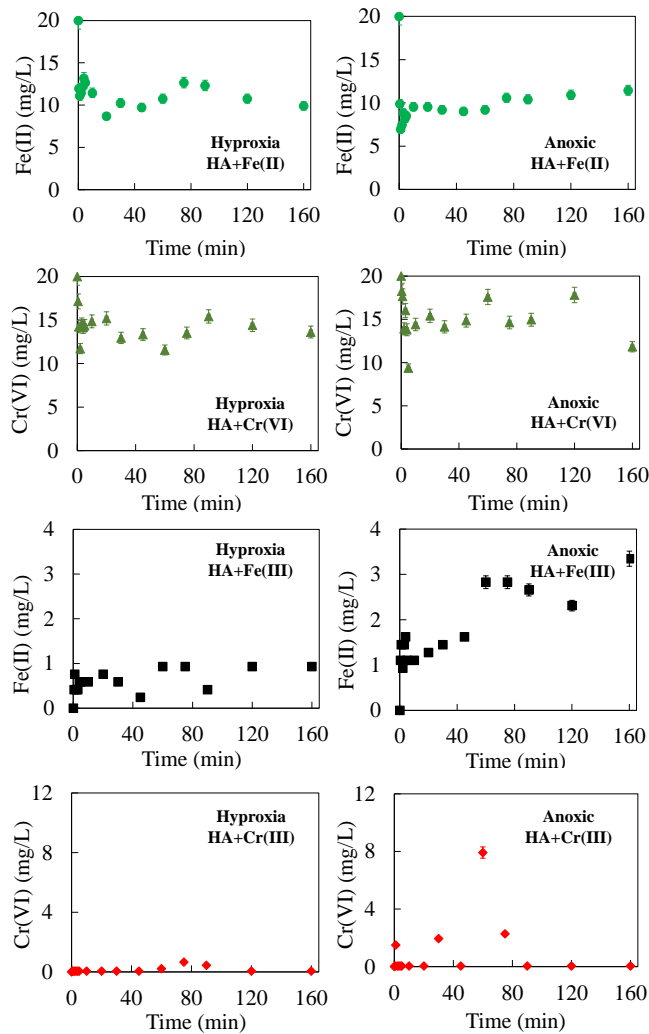 20
15
10
5
0
Fe(II) (mg/L)
Hyproxia
HA+Fe(II)
0 40 80 120 160
Time (min)
20
15
10
5
0
Fe(II) (mg/L)
Anoxic
HA+Fe(II)
0 40 80 120 160
Time (min)
20
15
10
5
0
Cr(VI) (mg/L)
Hyproxia
HA+Cr(VI)
0 40 80 120 160
Time (min)
20
15
10
5
0
Cr(VI) (mg/L)
Anoxic
HA+Cr(VI)
0 40 80 120 160
Time (min)
4
3
2
1
0
Fe(II) (mg/L)
Hyproxia
HA+Fe(III)
0 40 80 120 160
Time (min)
4
3
2
1
0
Fe(II) (mg/L)
Anoxic
HA+Fe(III)
0 40 80 120 160
Time (min)
12
8
4
0
Cr(VI) (mg/L)
Hyproxia
HA+Cr(III)
0 40 80 120 160
Time (min)
12
8
4
0
Cr(VI) (mg/L)
Anoxic
HA+Cr(III)
0 40 80 120 160
Time (min)